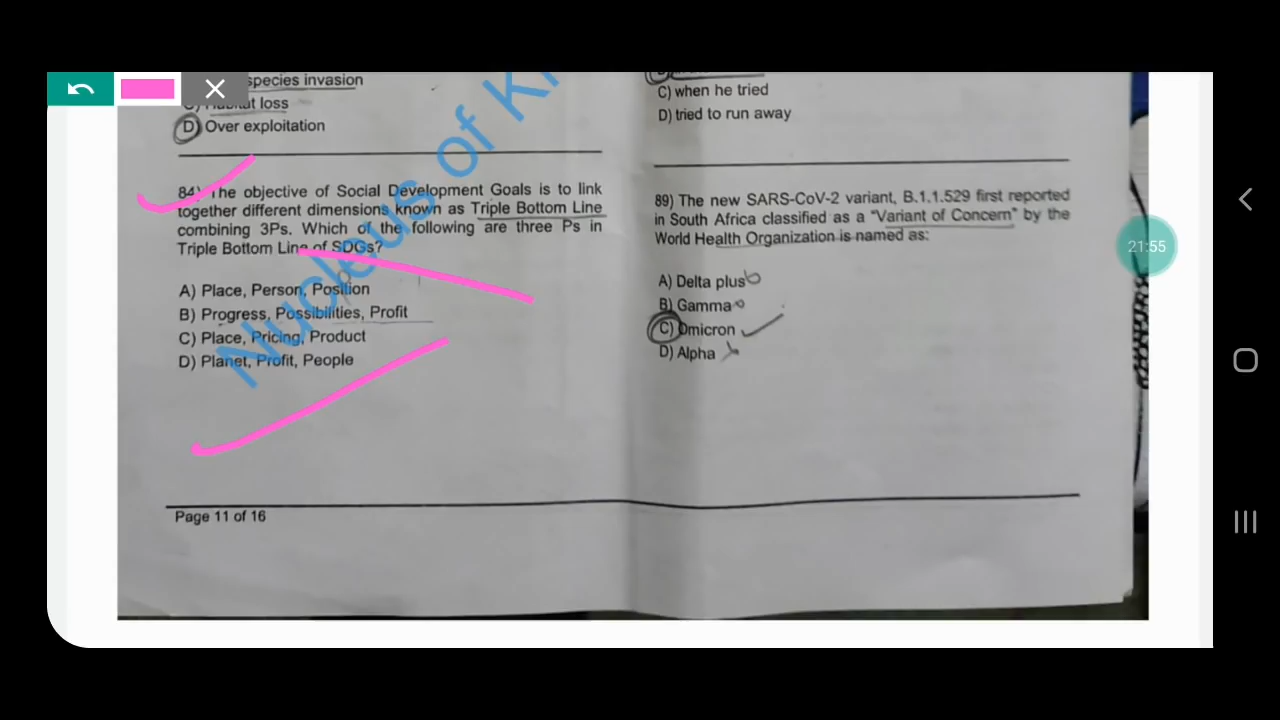 species invasion
C) Habitat loss
D) Over exploitation
84) The objective of Social Development Goals is to link
together different dimensions known as Triple Bottom Line
combining 3Ps. Which of the following are three Ps in
Triple Bottom Line of SDGs?
A) Place, Person, Position
B) Progress, Possibilities, Profit
C) Place, Pricing, Product
D) Planet, Profit, People
Page 11 of 16
C) when he tried
D) tried to run away
89) The new SARS-CoV-2 variant, B.1.1.529 first reported
in South Africa classified as a "Variant of Concern" by the
World Health Organization is named as:
A) Delta plus
B) Gamma
C) Omicron
D) Alpha
Nucleus of
21:55